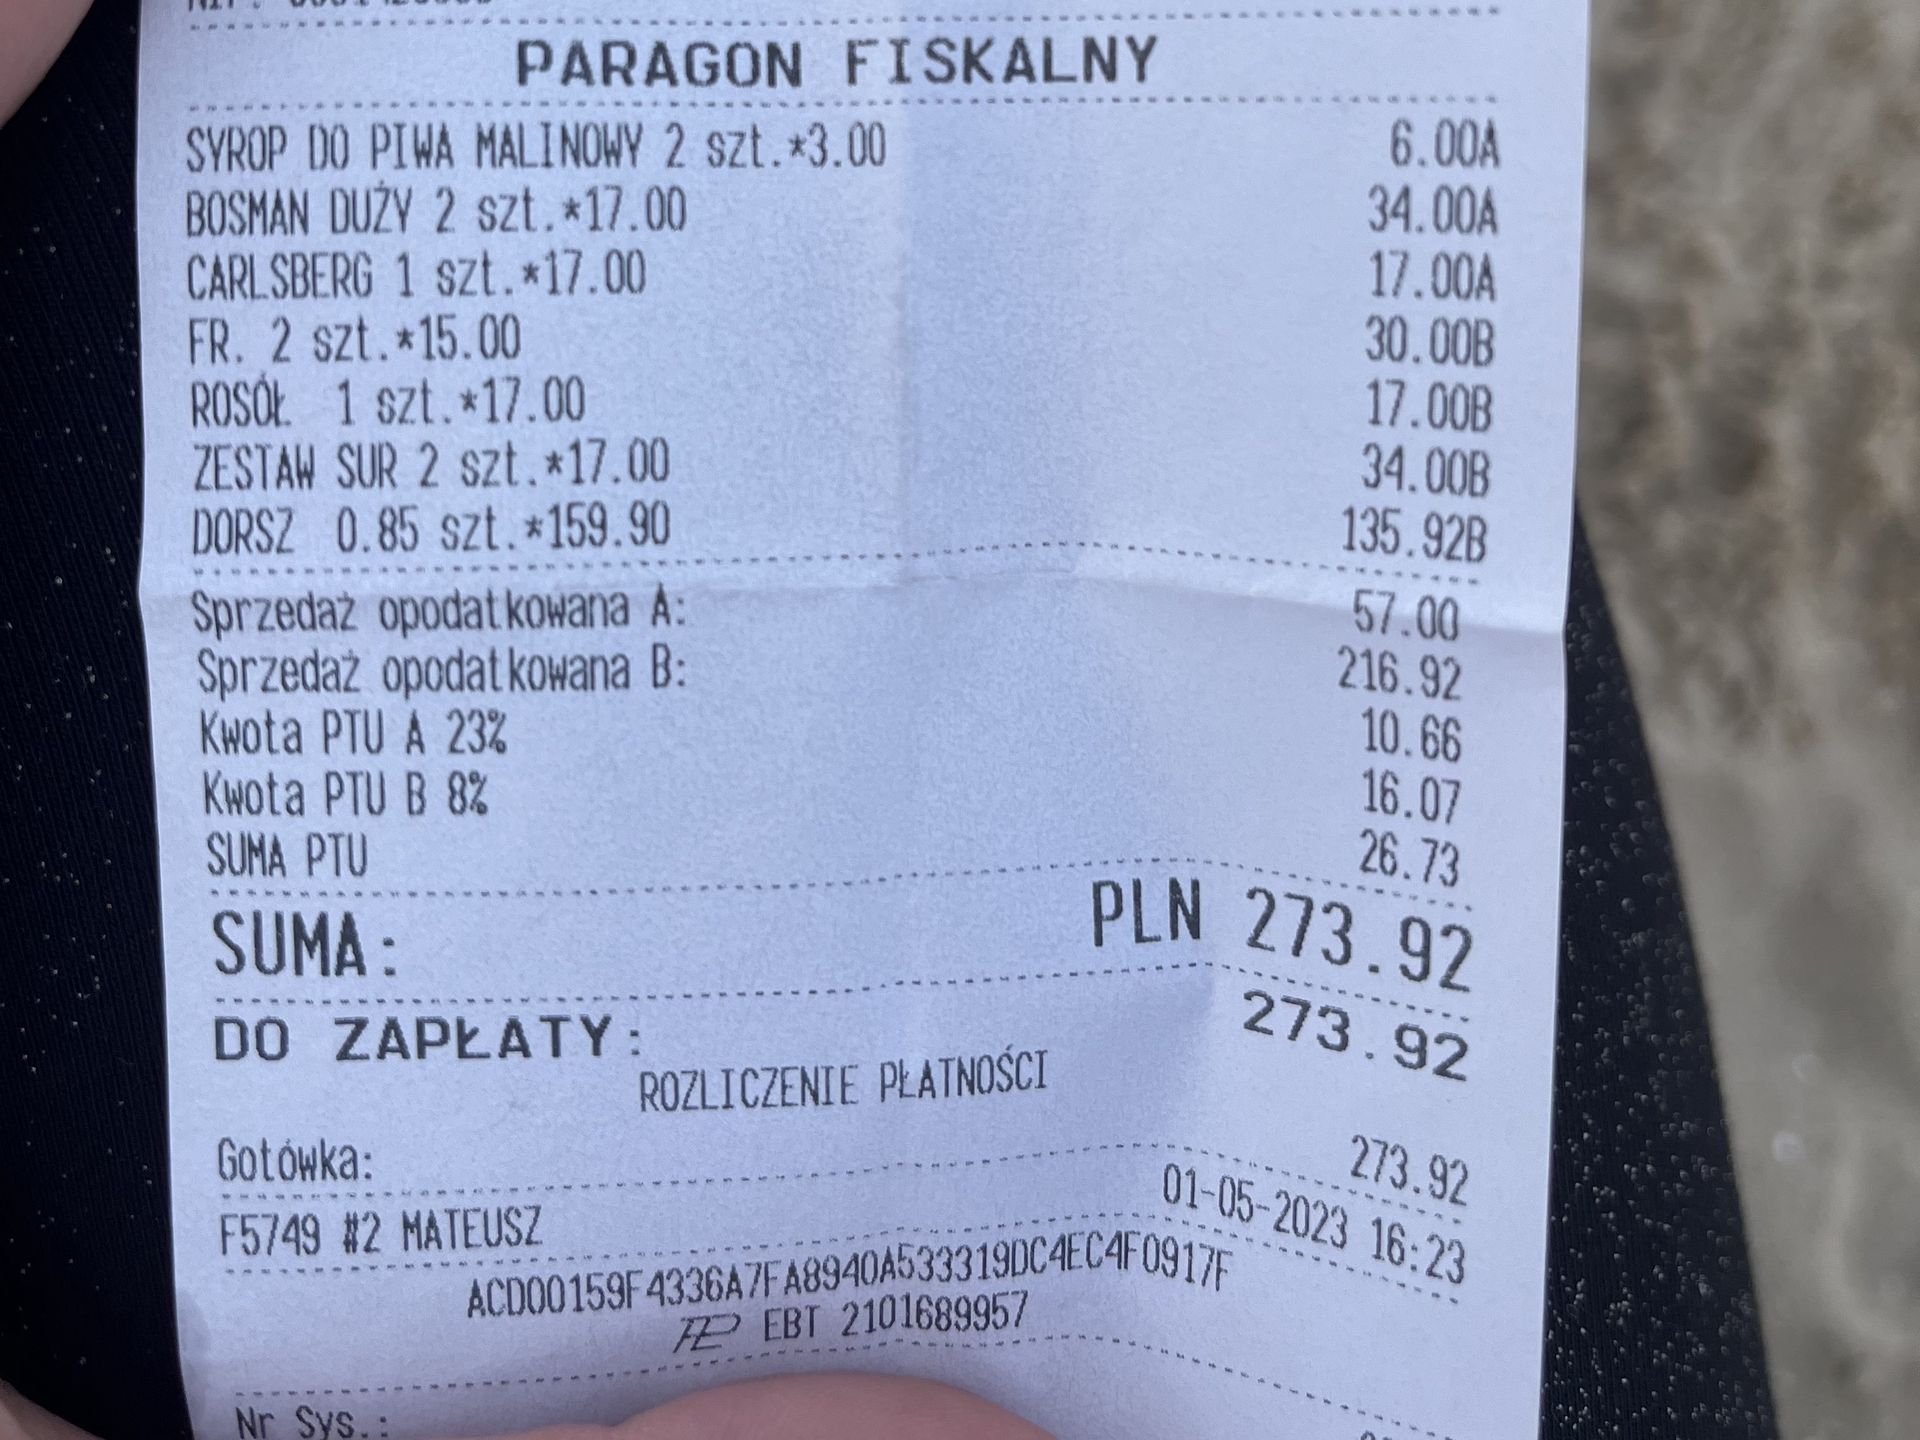 PARAGON FISKALNY
SYROP DO PIWA MALINOWY 2 szt.*3.00 6.00A
BOSMAN DUŻY 2 szt.*17.00 34.00A
CARLSBERG 1 szt.*17.00 17.00A
FR. 2 szt.*15.00 30.00B
ROSÓŁ 1 szt.*17.00 17.00B
ZESTAW SUR 2 szt.*17.00 34.00B
DORSZ 0.85 szt.*159.90 135.92B
Sprzedaż opodatkowana A: 57.00
Sprzedaż opodatkowana B: 216.92
Kwota PTU A 23% 10.66
Kwota PTU B 8% 16.07
SUMA PTU 26.73
SUMA: PLN 273.92
DO ZAPŁATY: 273.92
ROZLICZENIE PŁATNOŚCI
Gotówka: 273.92
F5749 #2 MATEUSZ 01-05-2023 16:23
ACD00159F4336A7FA8940A533319DC4EC4F0917F
EBT 2101689957
Nr Sys.: